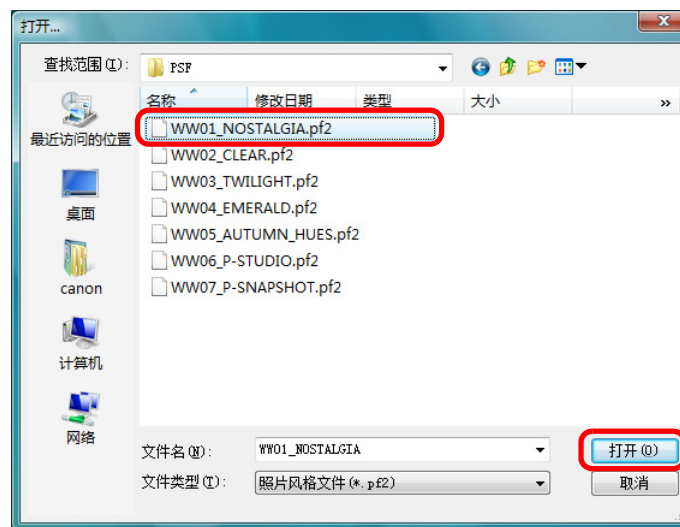 打开...
查找范围(I):
PSF
名称 修改日期 类型 大小 »
WW01_NOSTALGIA.pf2
WW02_CLEAR.pf2
WW03_TWILIGHT.pf2
WW04_EMERALD.pf2
WW05_AUTUMN_HUES.pf2
WW06_P-STUDIO.pf2
WW07_P-SNAPSHOT.pf2
最近访问的位置
桌面
canon
计算机
网络
文件名(N): WW01_NOSTALGIA 打开(O)
文件类型(T): 照片风格文件(*.pf2) 取消